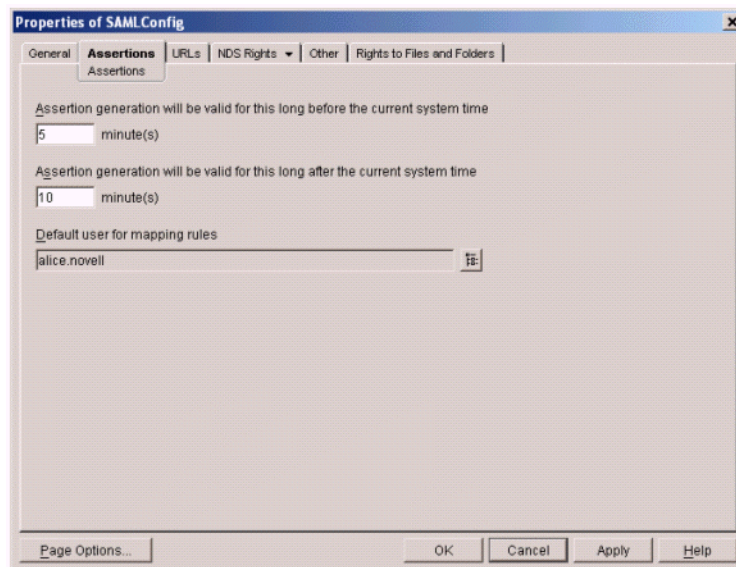 Properties of SAMLConfig
General Assertions URLs NDS Rights Other Rights to Files and Folders
Assertions
Assertion generation will be valid for this long before the current system time
5 minute(s)
Assertion generation will be valid for this long after the current system time
10 minute(s)
Default user for mapping rules
alice.novell
Page Options... OK Cancel Apply Help